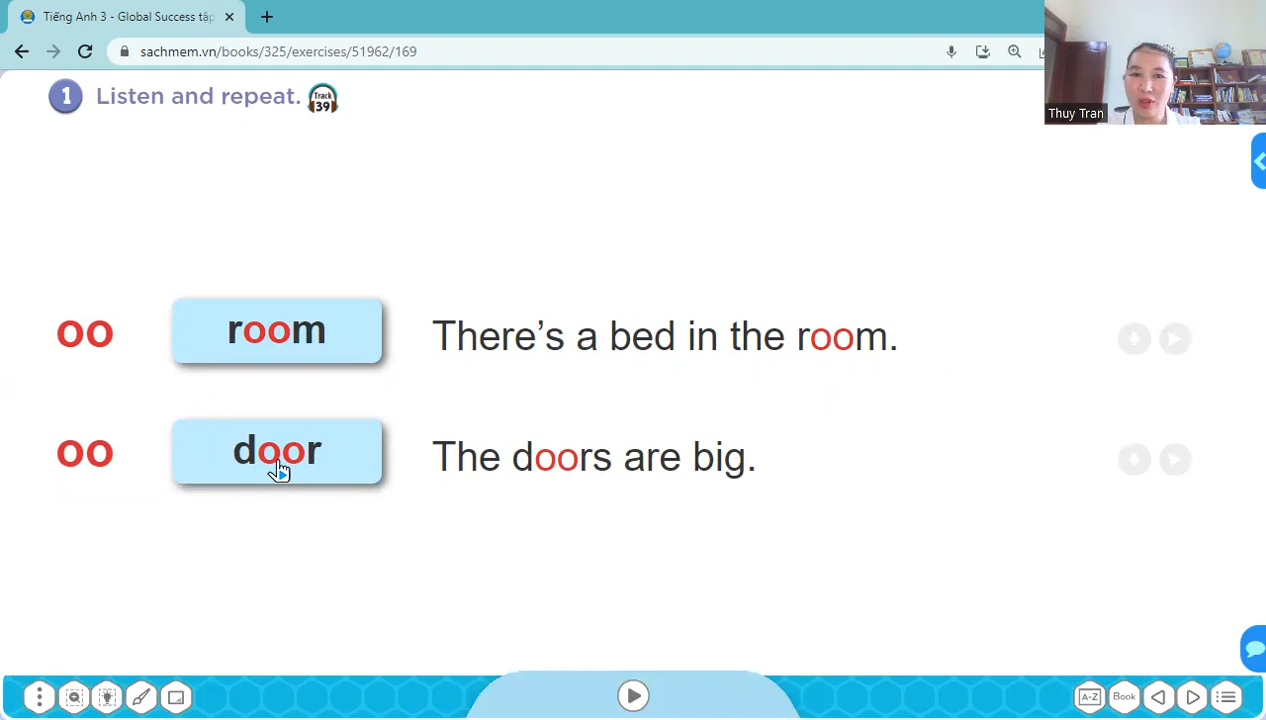 Tiếng Anh 3 - Global Success tập
sachmem.vn/books/325/exercises/51962/169
1 Listen and repeat. Track 39
Thuy Tran
oo room There's a bed in the room.
oo door The doors are big.
A-Z Book